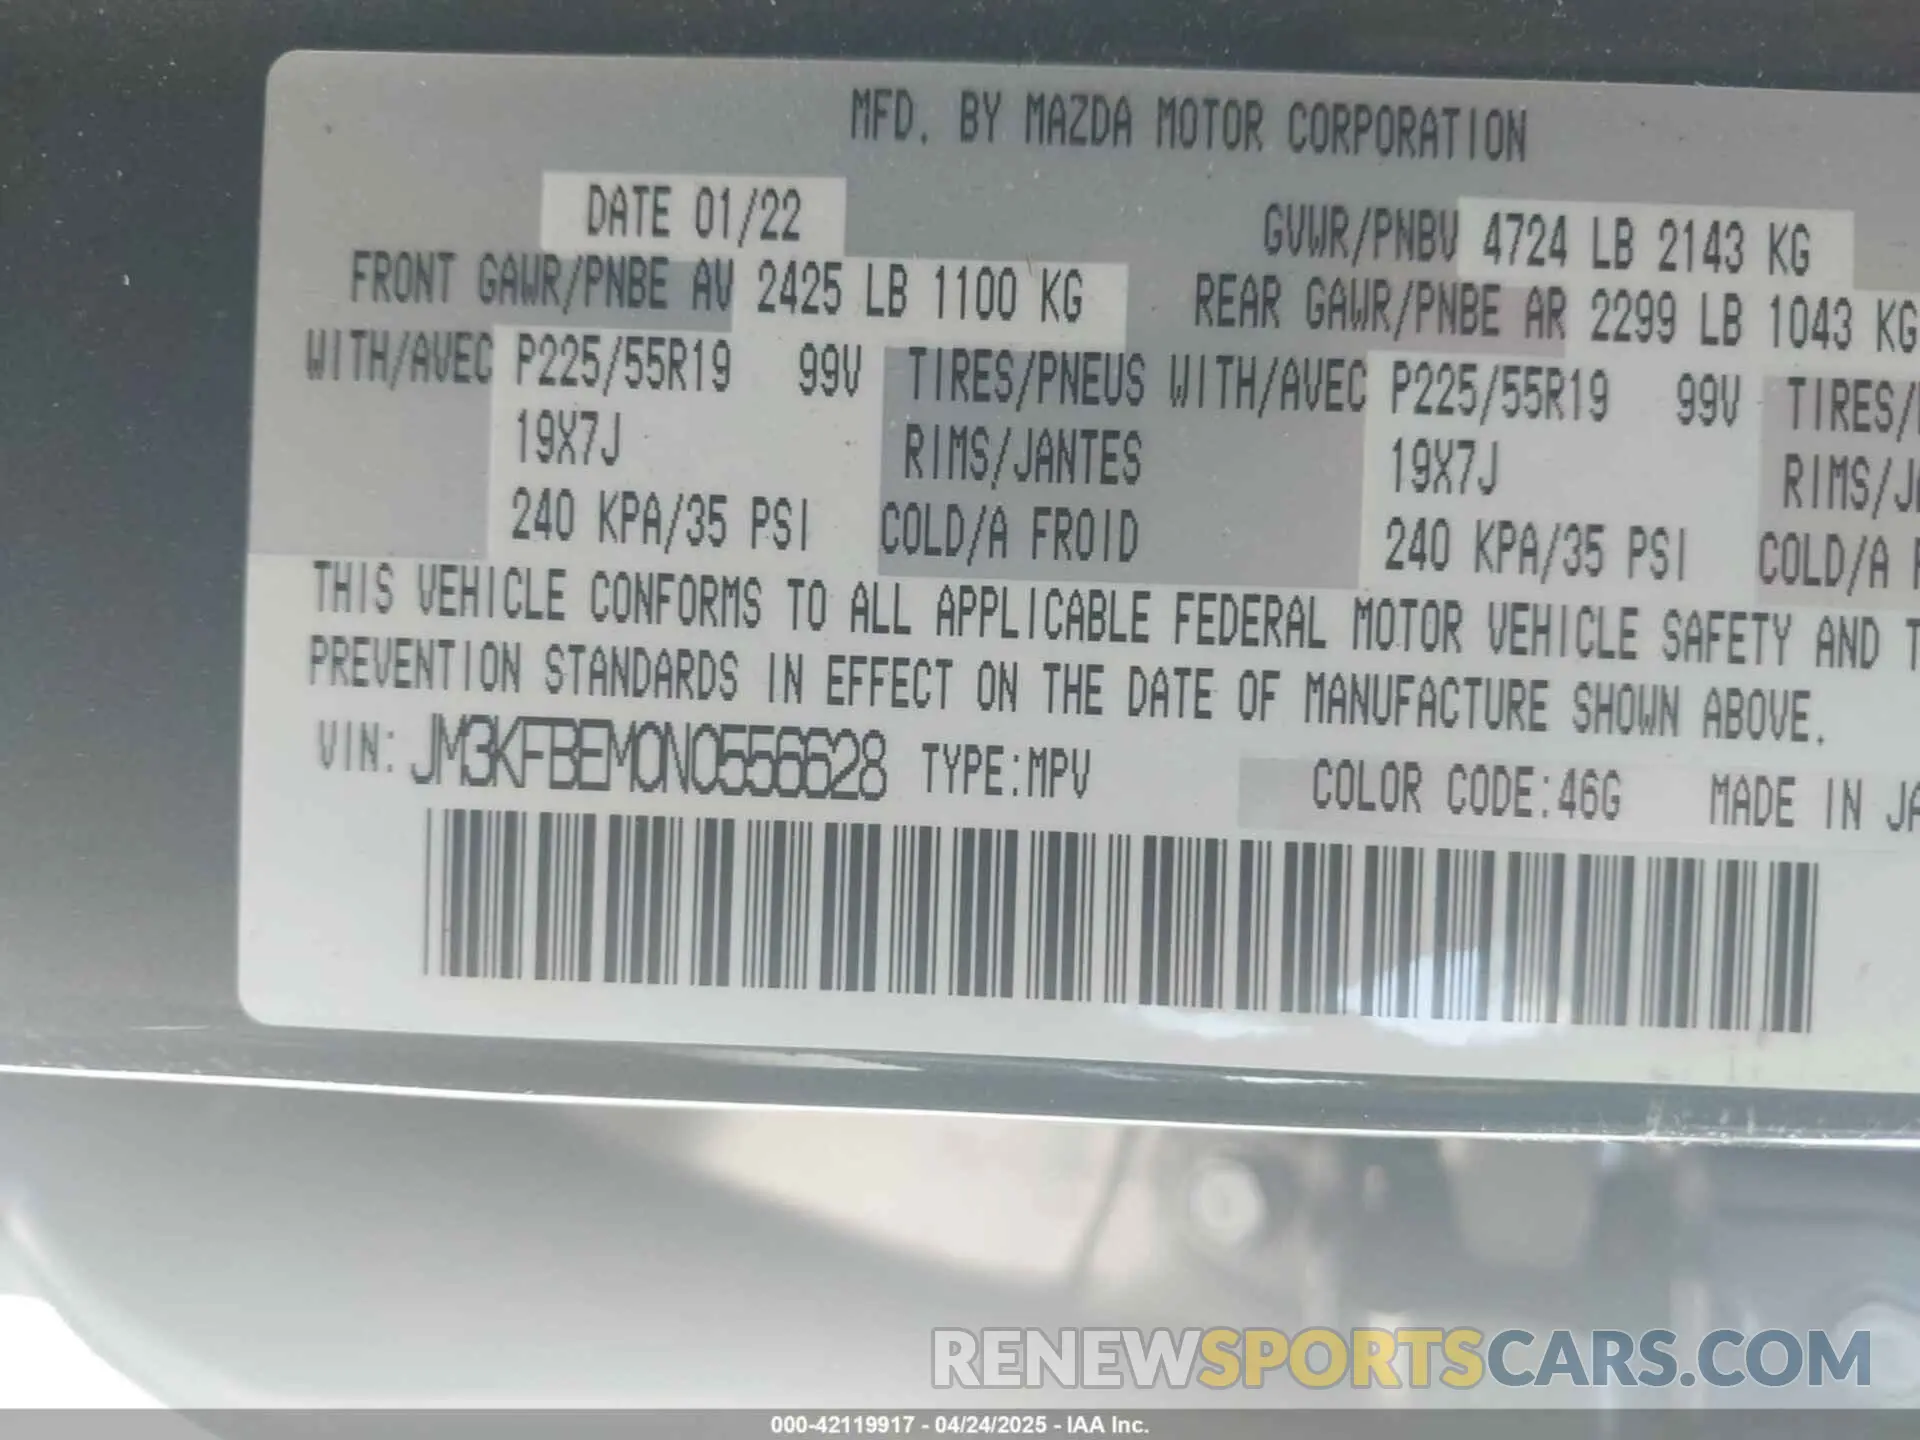 MFD. BY MAZDA MOTOR CORPORATION
DATE 01/22 GVWR/PNBV 4724 LB 2143 KG
FRONT GAWR/PNBE AV 2425 LB 1100 KG REAR GAWR/PNBE AR 2299 LB 1043 KG
WITH/AVEC P225/55R19 99V TIRES/PNEUS WITH/AVEC P225/55R19 99V TIRES/
19X7J RIMS/JANTES 19X7J RIMS/JA
240 KPA/35 PSI COLD/A FROID 240 KPA/35 PSI COLD/A F
THIS VEHICLE CONFORMS TO ALL APPLICABLE FEDERAL MOTOR VEHICLE SAFETY AND T
PREVENTION STANDARDS IN EFFECT ON THE DATE OF MANUFACTURE SHOWN ABOVE.
VIN: JM3KFBEM0N0556628 TYPE:MPV COLOR CODE:46G MADE IN JA
RENEWSPORTSCARS.COM
000-42119917 - 04/24/2025 - IAA Inc.